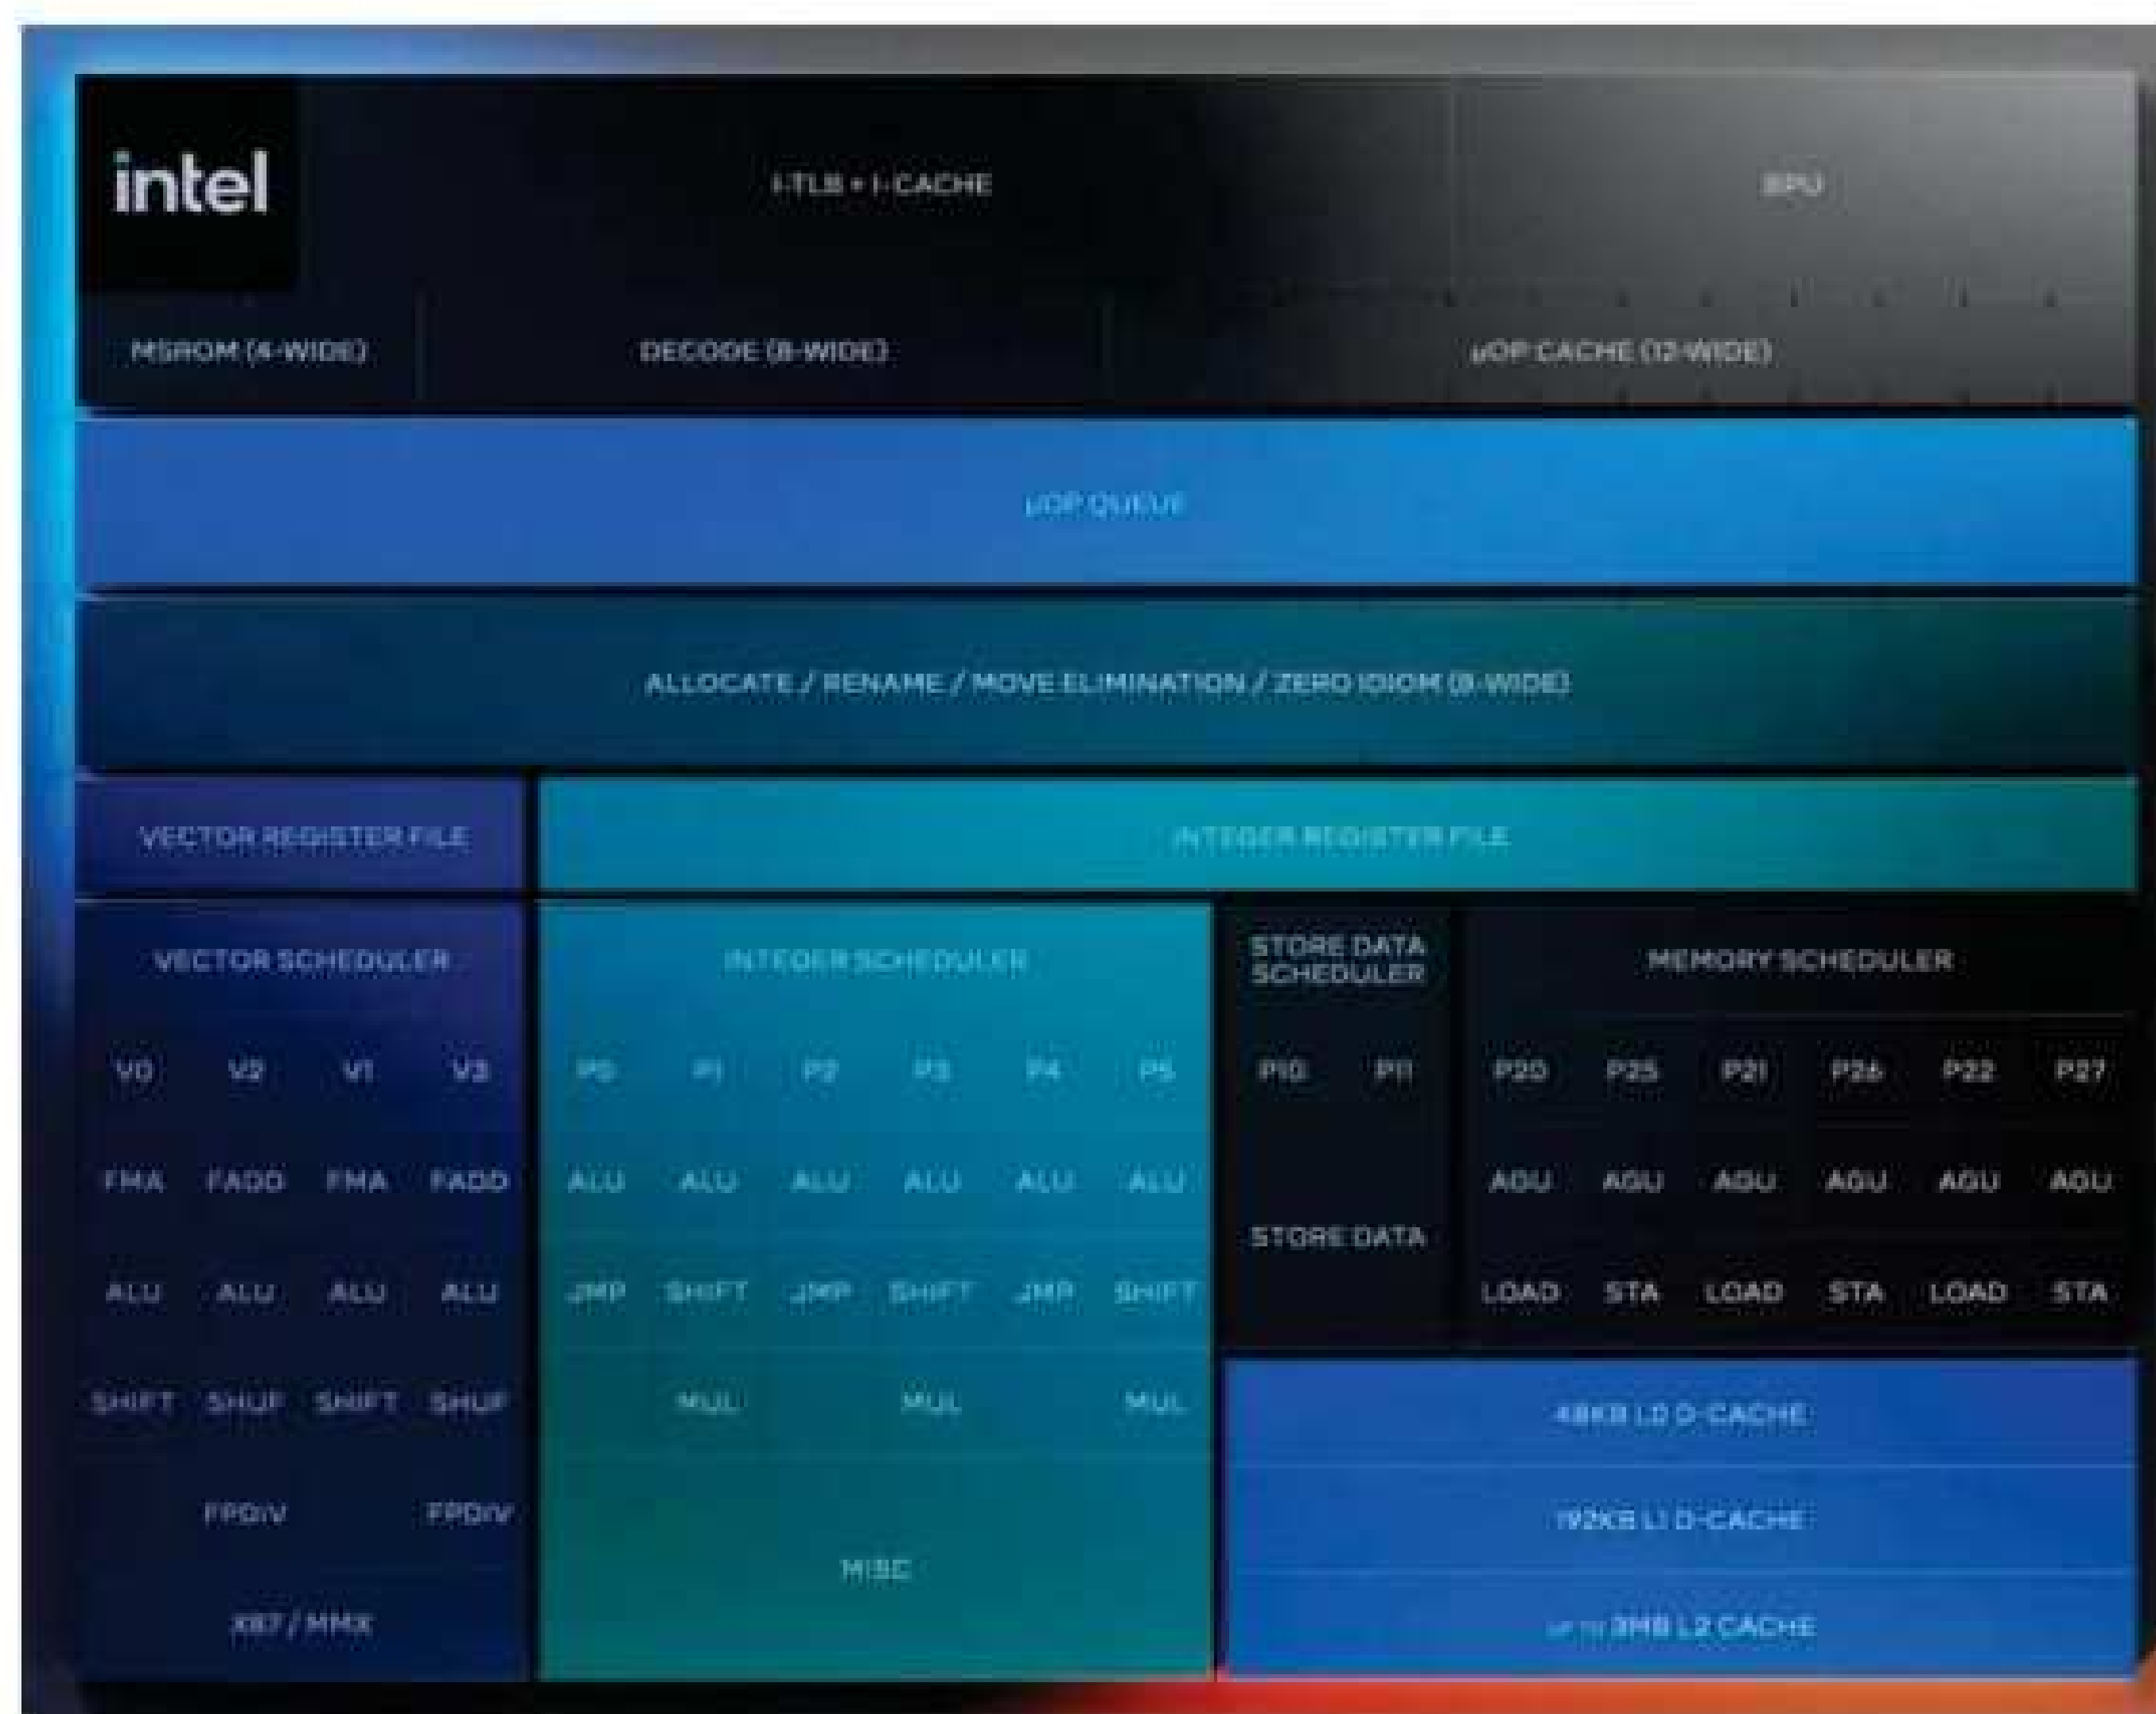 intel
I-TLB + I-CACHE
BPU
MSROM (4-WIDE)
DECODE (8-WIDE)
µOP CACHE (12-WIDE)
µOP QUEUE
ALLOCATE / RENAME / MOVE ELIMINATION / ZERO IDIOM (8-WIDE)
VECTOR REGISTER FILE
INTEGER REGISTER FILE
VECTOR SCHEDULER
INTEGER SCHEDULER
STORE DATA
SCHEDULER
MEMORY SCHEDULER
V0 V2 V1 V3
P0 P1 P2 P3 P4 P5
P10 P11
P20 P25 P21 P26 P22 P27
FMA FADD FMA FADD
ALU ALU ALU ALU ALU ALU
AGU AGU AGU AGU AGU AGU
STORE DATA
ALU ALU ALU ALU
JMP SHIFT JMP SHIFT JMP SHIFT
LOAD STA LOAD STA LOAD STA
SHIFT SHUF SHIFT SHUF
MUL MUL MUL
48KB L0 D-CACHE
FPDIV FPDIV
192KB L1 D-CACHE
MISC
X87 / MMX
UP TO 3MB L2 CACHE